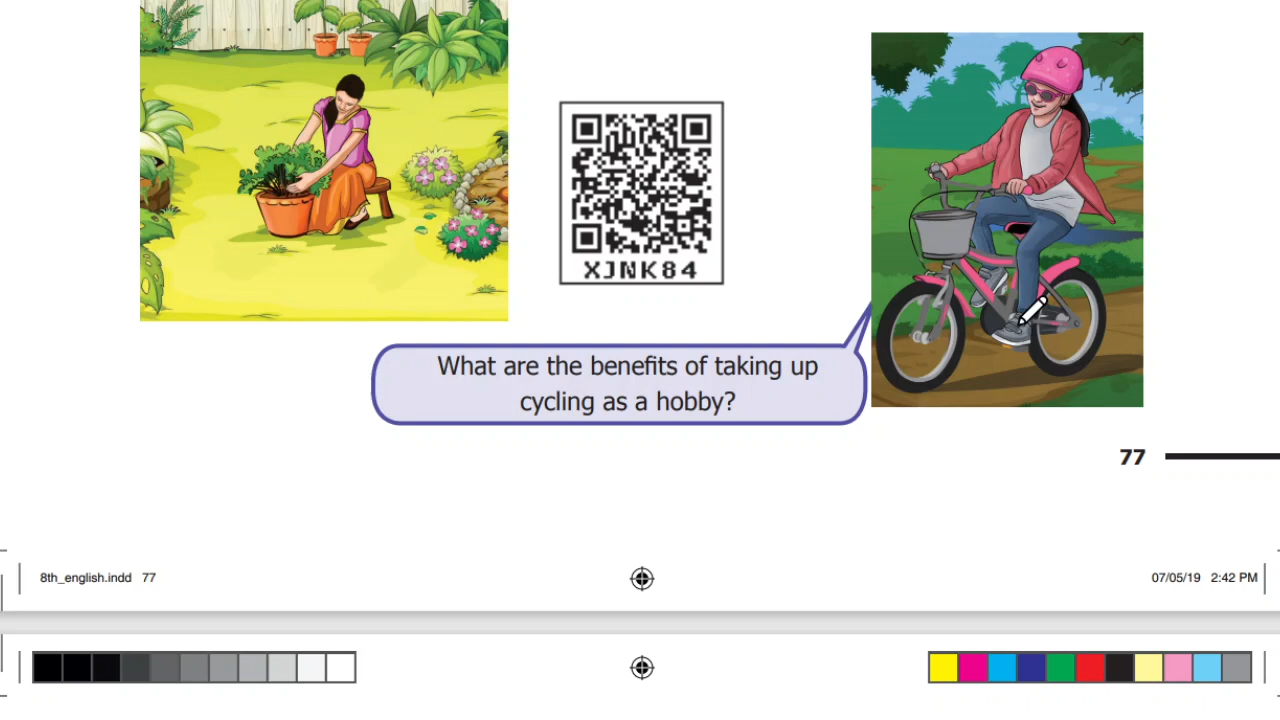 XJNK84
What are the benefits of taking up
cycling as a hobby?
77
8th_english.indd 77
07/05/19 2:42 PM